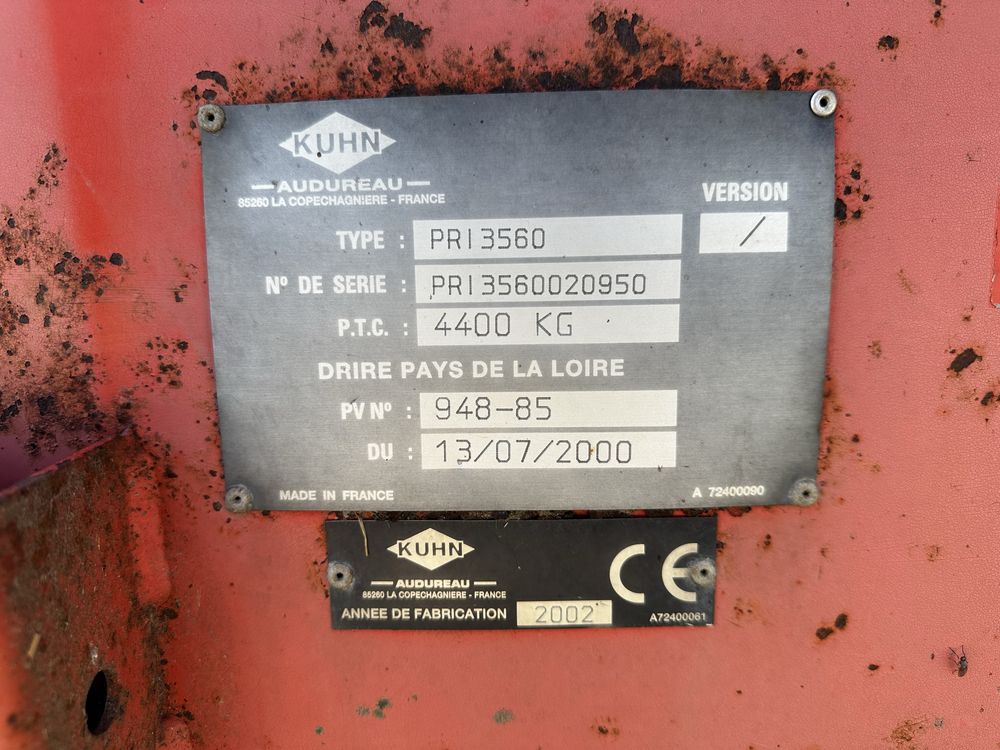 KUHN
AUDUREAU
85260 LA COPECHAGNIERE - FRANCE
VERSION
TYPE : PRI3560 /
Nº DE SERIE : PRI3560020950
P.T.C. : 4400 KG
DRIRE PAYS DE LA LOIRE
PV Nº : 948-85
DU : 13/07/2000
MADE IN FRANCE A 72400090
KUHN
AUDUREAU
85260 LA COPECHAGNIERE - FRANCE
CE
ANNEE DE FABRICATION 2002 A72400061